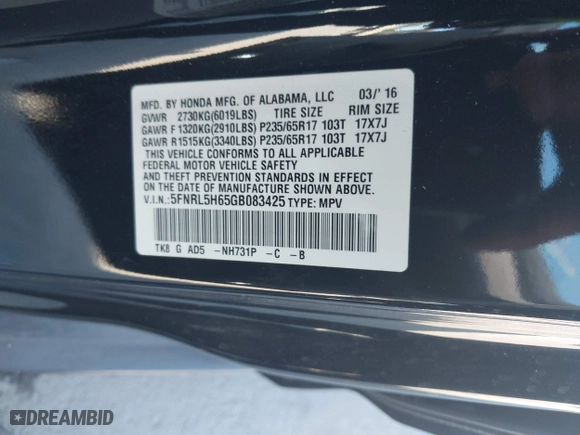 MFD. BY HONDA MFG. OF ALABAMA, LLC 03/'16
GVWR 2730KG(6019LBS) TIRE SIZE RIM SIZE
GAWR F1320KG(2910LBS) P235/65R17 103T 17X7J
GAWR R1515KG(3340LBS) P235/65R17 103T 17X7J
THIS VEHICLE CONFORMS TO ALL APPLICABLE
FEDERAL MOTOR VEHICLE SAFETY
AND THEFT PREVENTION STANDARDS IN EFFECT
ON THE DATE OF MANUFACTURE SHOWN ABOVE.
V.I.N.:5FNRL5H65GB083425 TYPE: MPV
TK8 G AD5 -NH731P -C -B
DREAMBID